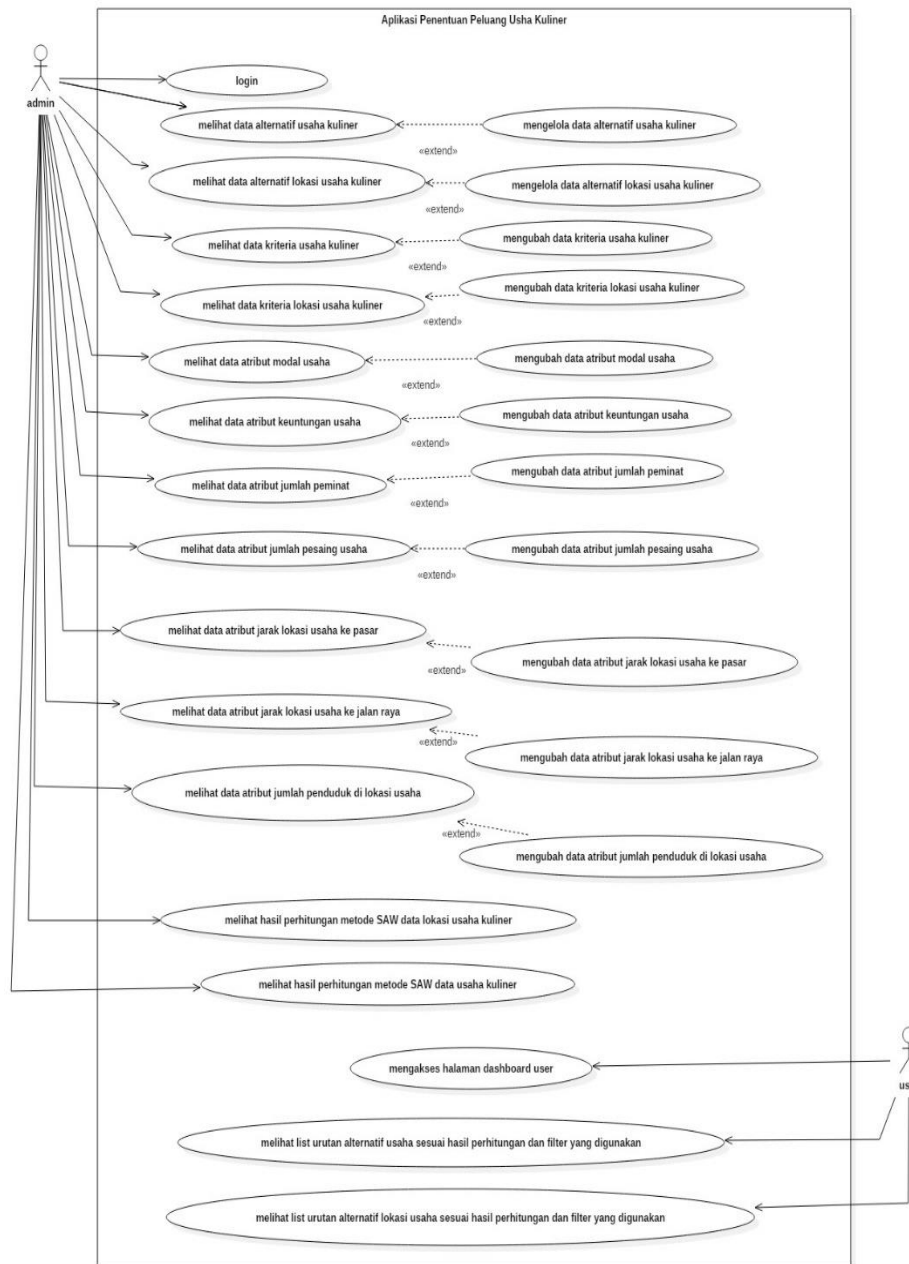 Aplikasi Penentuan Peluang Usha Kuliner
admin
login
melihat data alternatif usaha kuliner
mengelola data alternatif usaha kuliner
«extend»
melihat data alternatif lokasi usaha kuliner
mengelola data alternatif lokasi usaha kuliner
«extend»
melihat data kriteria usaha kuliner
mengubah data kriteria usaha kuliner
«extend»
melihat data kriteria lokasi usaha kuliner
mengubah data kriteria lokasi usaha kuliner
«extend»
melihat data atribut modal usaha
mengubah data atribut modal usaha
«extend»
melihat data atribut keuntungan usaha
mengubah data atribut keuntungan usaha
«extend»
melihat data atribut jumlah peminat
mengubah data atribut jumlah peminat
«extend»
melihat data atribut jumlah pesaing usaha
mengubah data atribut jumlah pesaing usaha
«extend»
melihat data atribut jarak lokasi usaha ke pasar
mengubah data atribut jarak lokasi usaha ke pasar
«extend»
melihat data atribut jarak lokasi usaha ke jalan raya
mengubah data atribut jarak lokasi usaha ke jalan raya
«extend»
melihat data atribut jumlah penduduk di lokasi usaha
mengubah data atribut jumlah penduduk di lokasi usaha
«extend»
melihat hasil perhitungan metode SAW data lokasi usaha kuliner
melihat hasil perhitungan metode SAW data usaha kuliner
mengakses halaman dashboard user
us
melihat list urutan alternatif usaha sesuai hasil perhitungan dan filter yang digunakan
melihat list urutan alternatif lokasi usaha sesuai hasil perhitungan dan filter yang digunakan